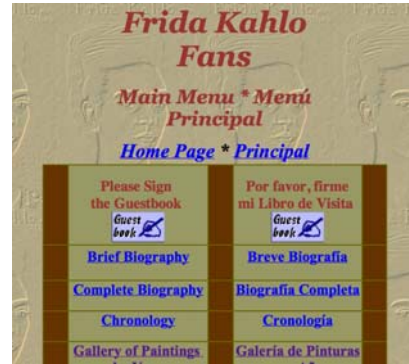 Frida Kahlo
Fans
Main Menu * Menú
Principal
Home Page * Principal
Please Sign
the Guestbook
Guest
book
Por favor, firme
mi Libro de Visita
Guest
book
Brief Biography
Breve Biografía
Complete Biography
Biografía Completa
Chronology
Cronología
Gallery of Paintings
Galería de Pinturas